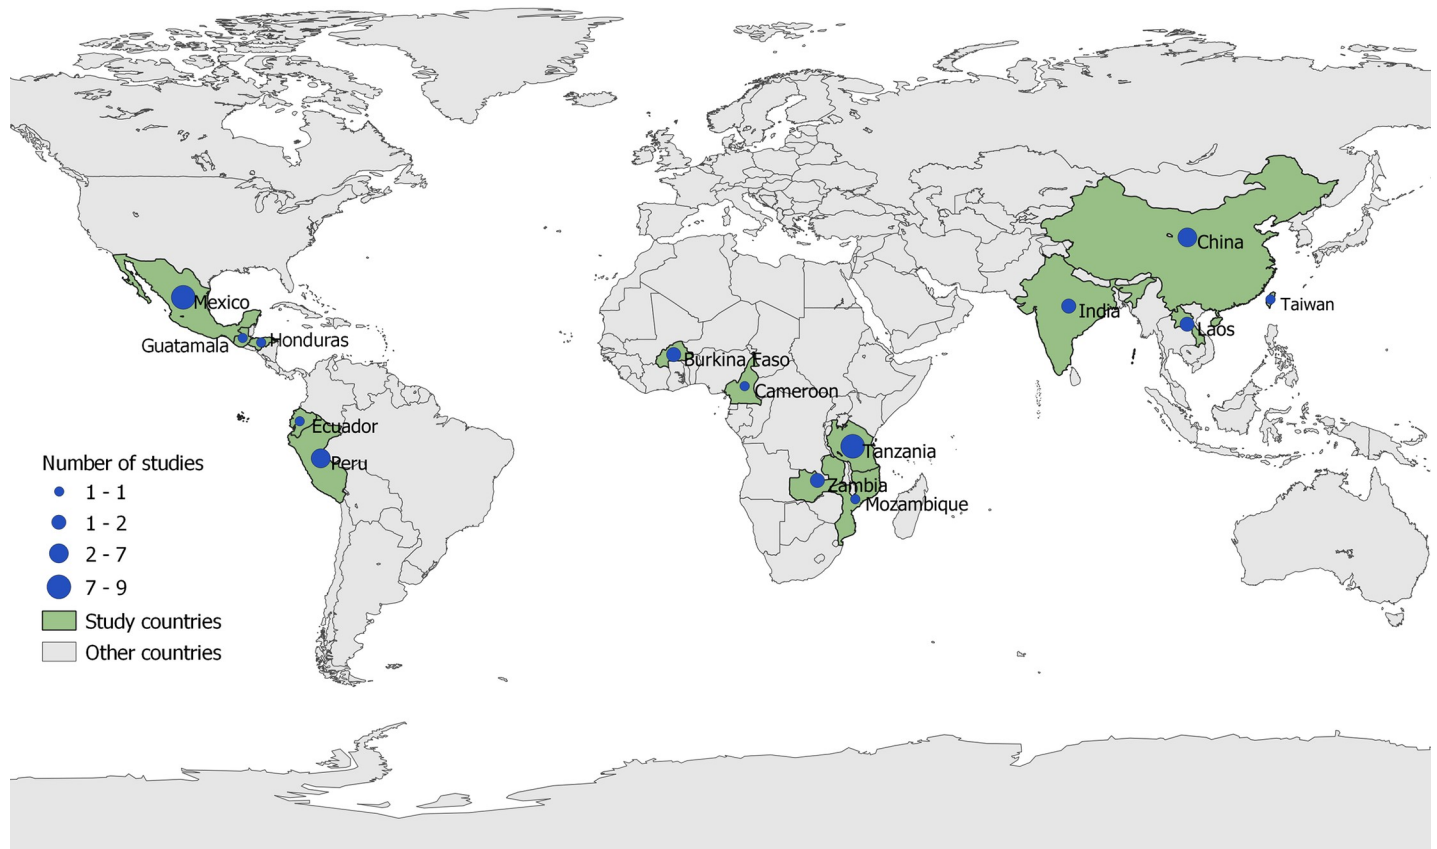 China
Mexico
India
Taiwan
Laos
Guatamala
Honduras
Burkina Faso
Cameroon
Ecuador
Peru
Tanzania
Zambia
Mozambique
Number of studies
1 - 1
1 - 2
2 - 7
7 - 9
Study countries
Other countries